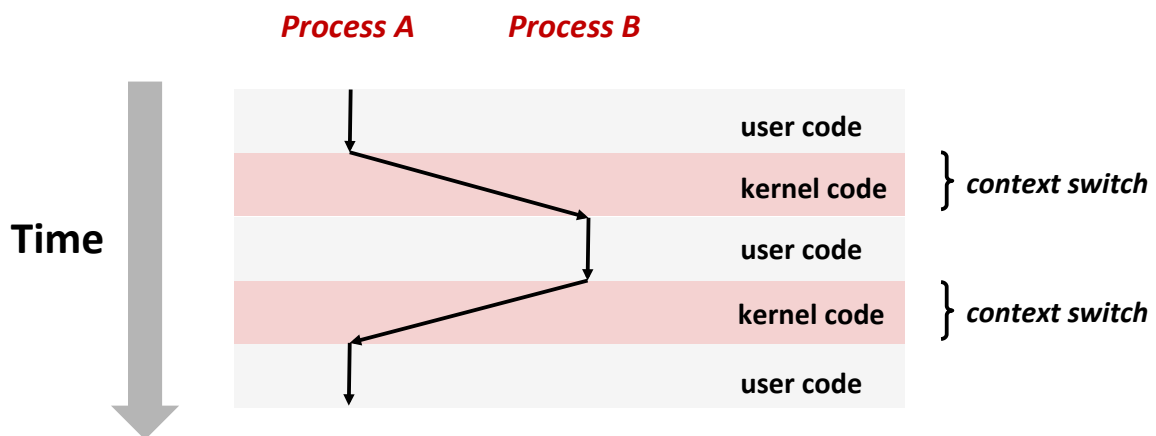 Process A Process B
user code
kernel code } context switch
Time
user code
kernel code } context switch
user code